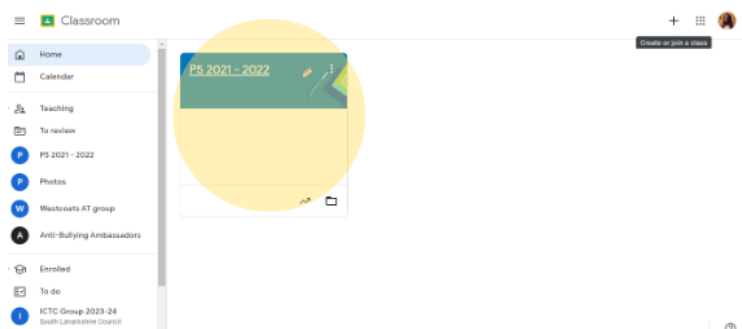 Classroom
Create or join a class
Home
Calendar
Teaching
To review
P P5 2021 - 2022
P Photos
W Westcoats AT group
A Anti-Bullying Ambassadors
Enrolled
To do
I ICTC Group 2023-24
South Lanarkshire Council
P5 2021 - 2022